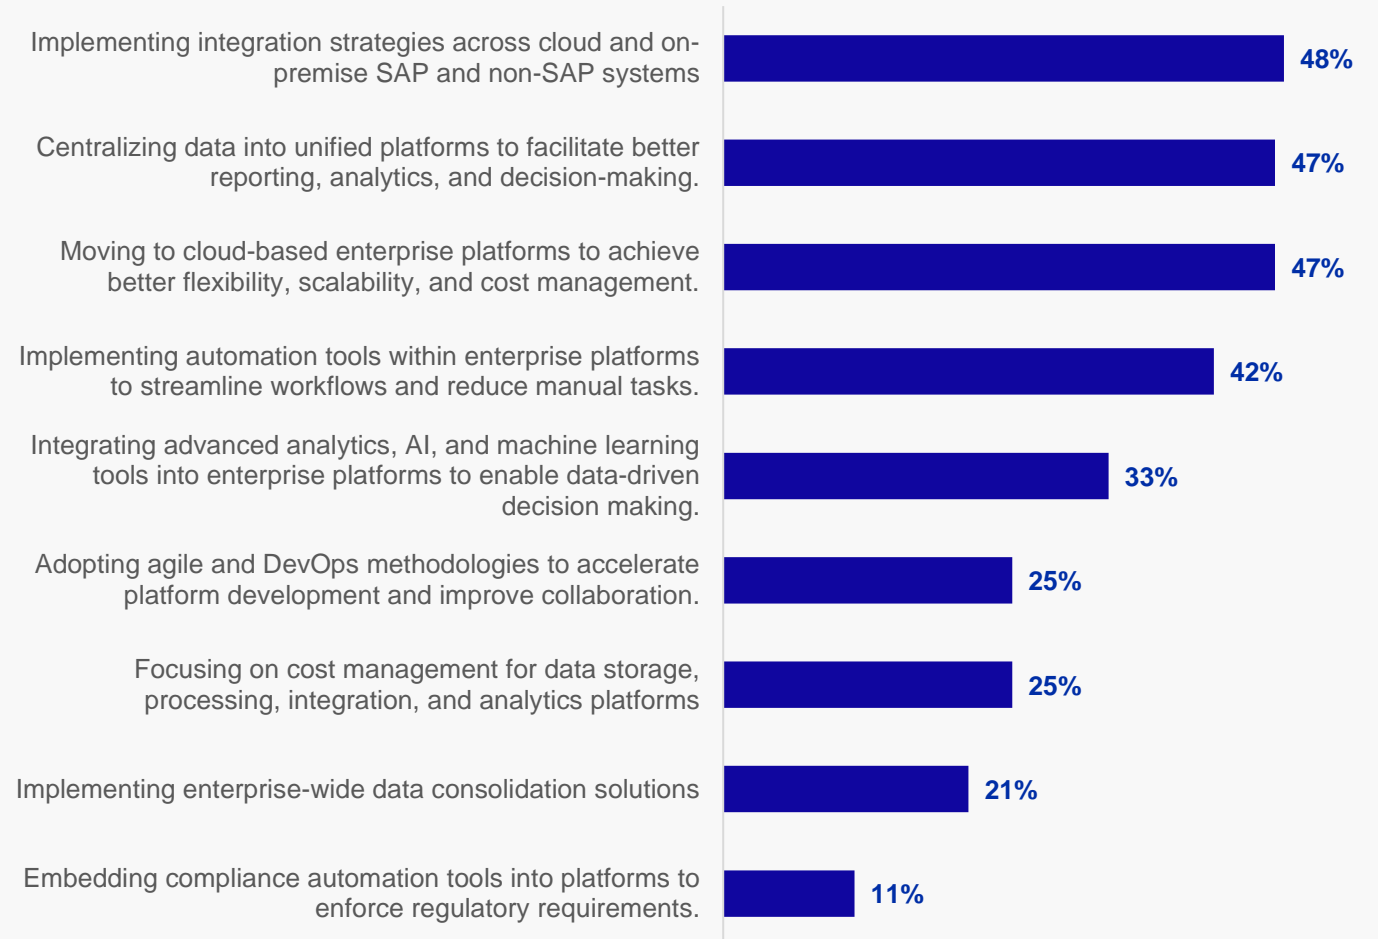 Implementing integration strategies across cloud and on-
premise SAP and non-SAP systems
48%
Centralizing data into unified platforms to facilitate better
reporting, analytics, and decision-making.
47%
Moving to cloud-based enterprise platforms to achieve
better flexibility, scalability, and cost management.
47%
Implementing automation tools within enterprise platforms
to streamline workflows and reduce manual tasks.
42%
Integrating advanced analytics, AI, and machine learning
tools into enterprise platforms to enable data-driven
decision making.
33%
Adopting agile and DevOps methodologies to accelerate
platform development and improve collaboration.
25%
Focusing on cost management for data storage,
processing, integration, and analytics platforms
25%
Implementing enterprise-wide data consolidation solutions
21%
Embedding compliance automation tools into platforms to
enforce regulatory requirements.
11%